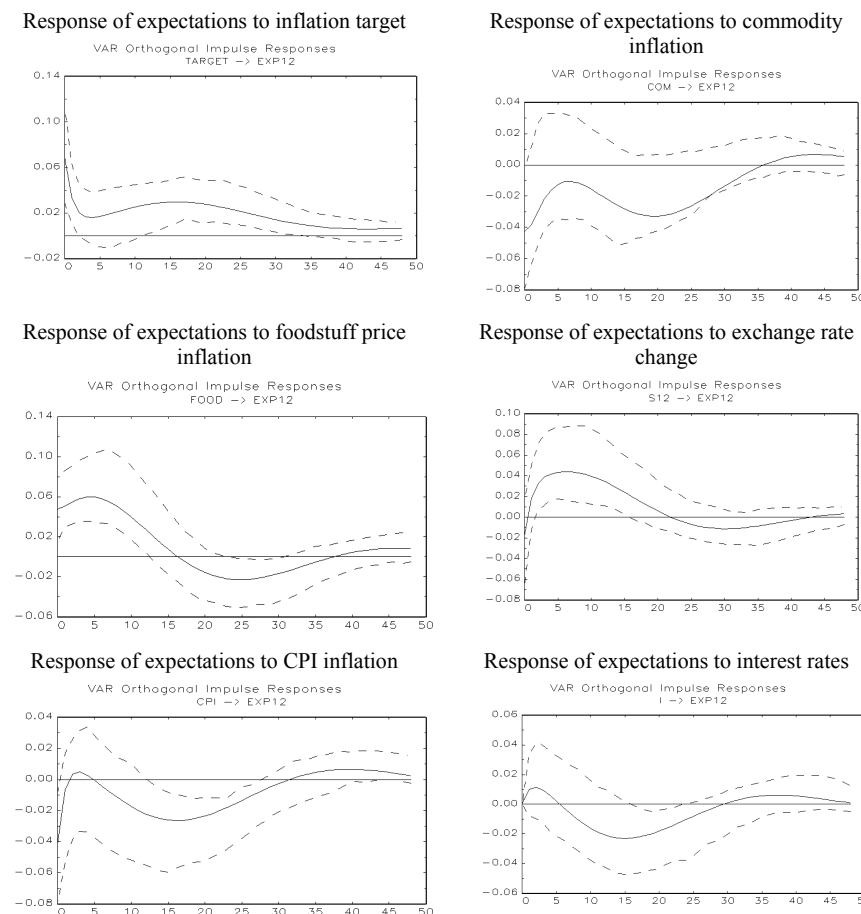 Response of expectations to inflation target
VAR Orthogonal Impulse Responses
TARGET -> EXP12
0.14
0.10
0.06
0.02
-0.02
0 5 10 15 20 25 30 35 40 45 50
Response of expectations to commodity
inflation
VAR Orthogonal Impulse Responses
COM -> EXP12
0.04
0.02
0.00
-0.02
-0.04
-0.06
-0.08
0 5 10 15 20 25 30 35 40 45 50
Response of expectations to foodstuff price
inflation
VAR Orthogonal Impulse Responses
FOOD -> EXP12
0.14
0.10
0.06
0.02
-0.02
-0.06
0 5 10 15 20 25 30 35 40 45 50
Response of expectations to exchange rate
change
VAR Orthogonal Impulse Responses
S12 -> EXP12
0.10
0.08
0.06
0.04
0.02
0.00
-0.02
-0.04
-0.06
-0.08
0 5 10 15 20 25 30 35 40 45 50
Response of expectations to CPI inflation
VAR Orthogonal Impulse Responses
CPI -> EXP12
0.04
0.02
0.00
-0.02
-0.04
-0.06
-0.08
0 5 10 15 20 25 30 35 40 45 50
Response of expectations to interest rates
VAR Orthogonal Impulse Responses
I -> EXP12
0.06
0.04
0.02
0.00
-0.02
-0.04
-0.06
0 5 10 15 20 25 30 35 40 45 50